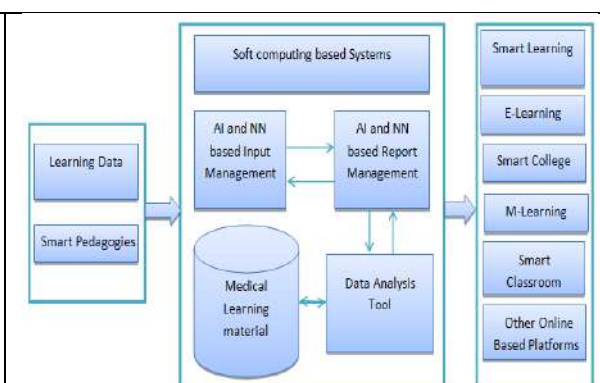 Learning Data
Smart Pedagogies
Soft computing based Systems
AI and NN
based Input
Management
AI and NN
based Report
Management
Medical
Learning
material
Data Analysis
Tool
Smart Learning
E-Learning
Smart College
M-Learning
Smart
Classroom
Other Online
Based Platforms